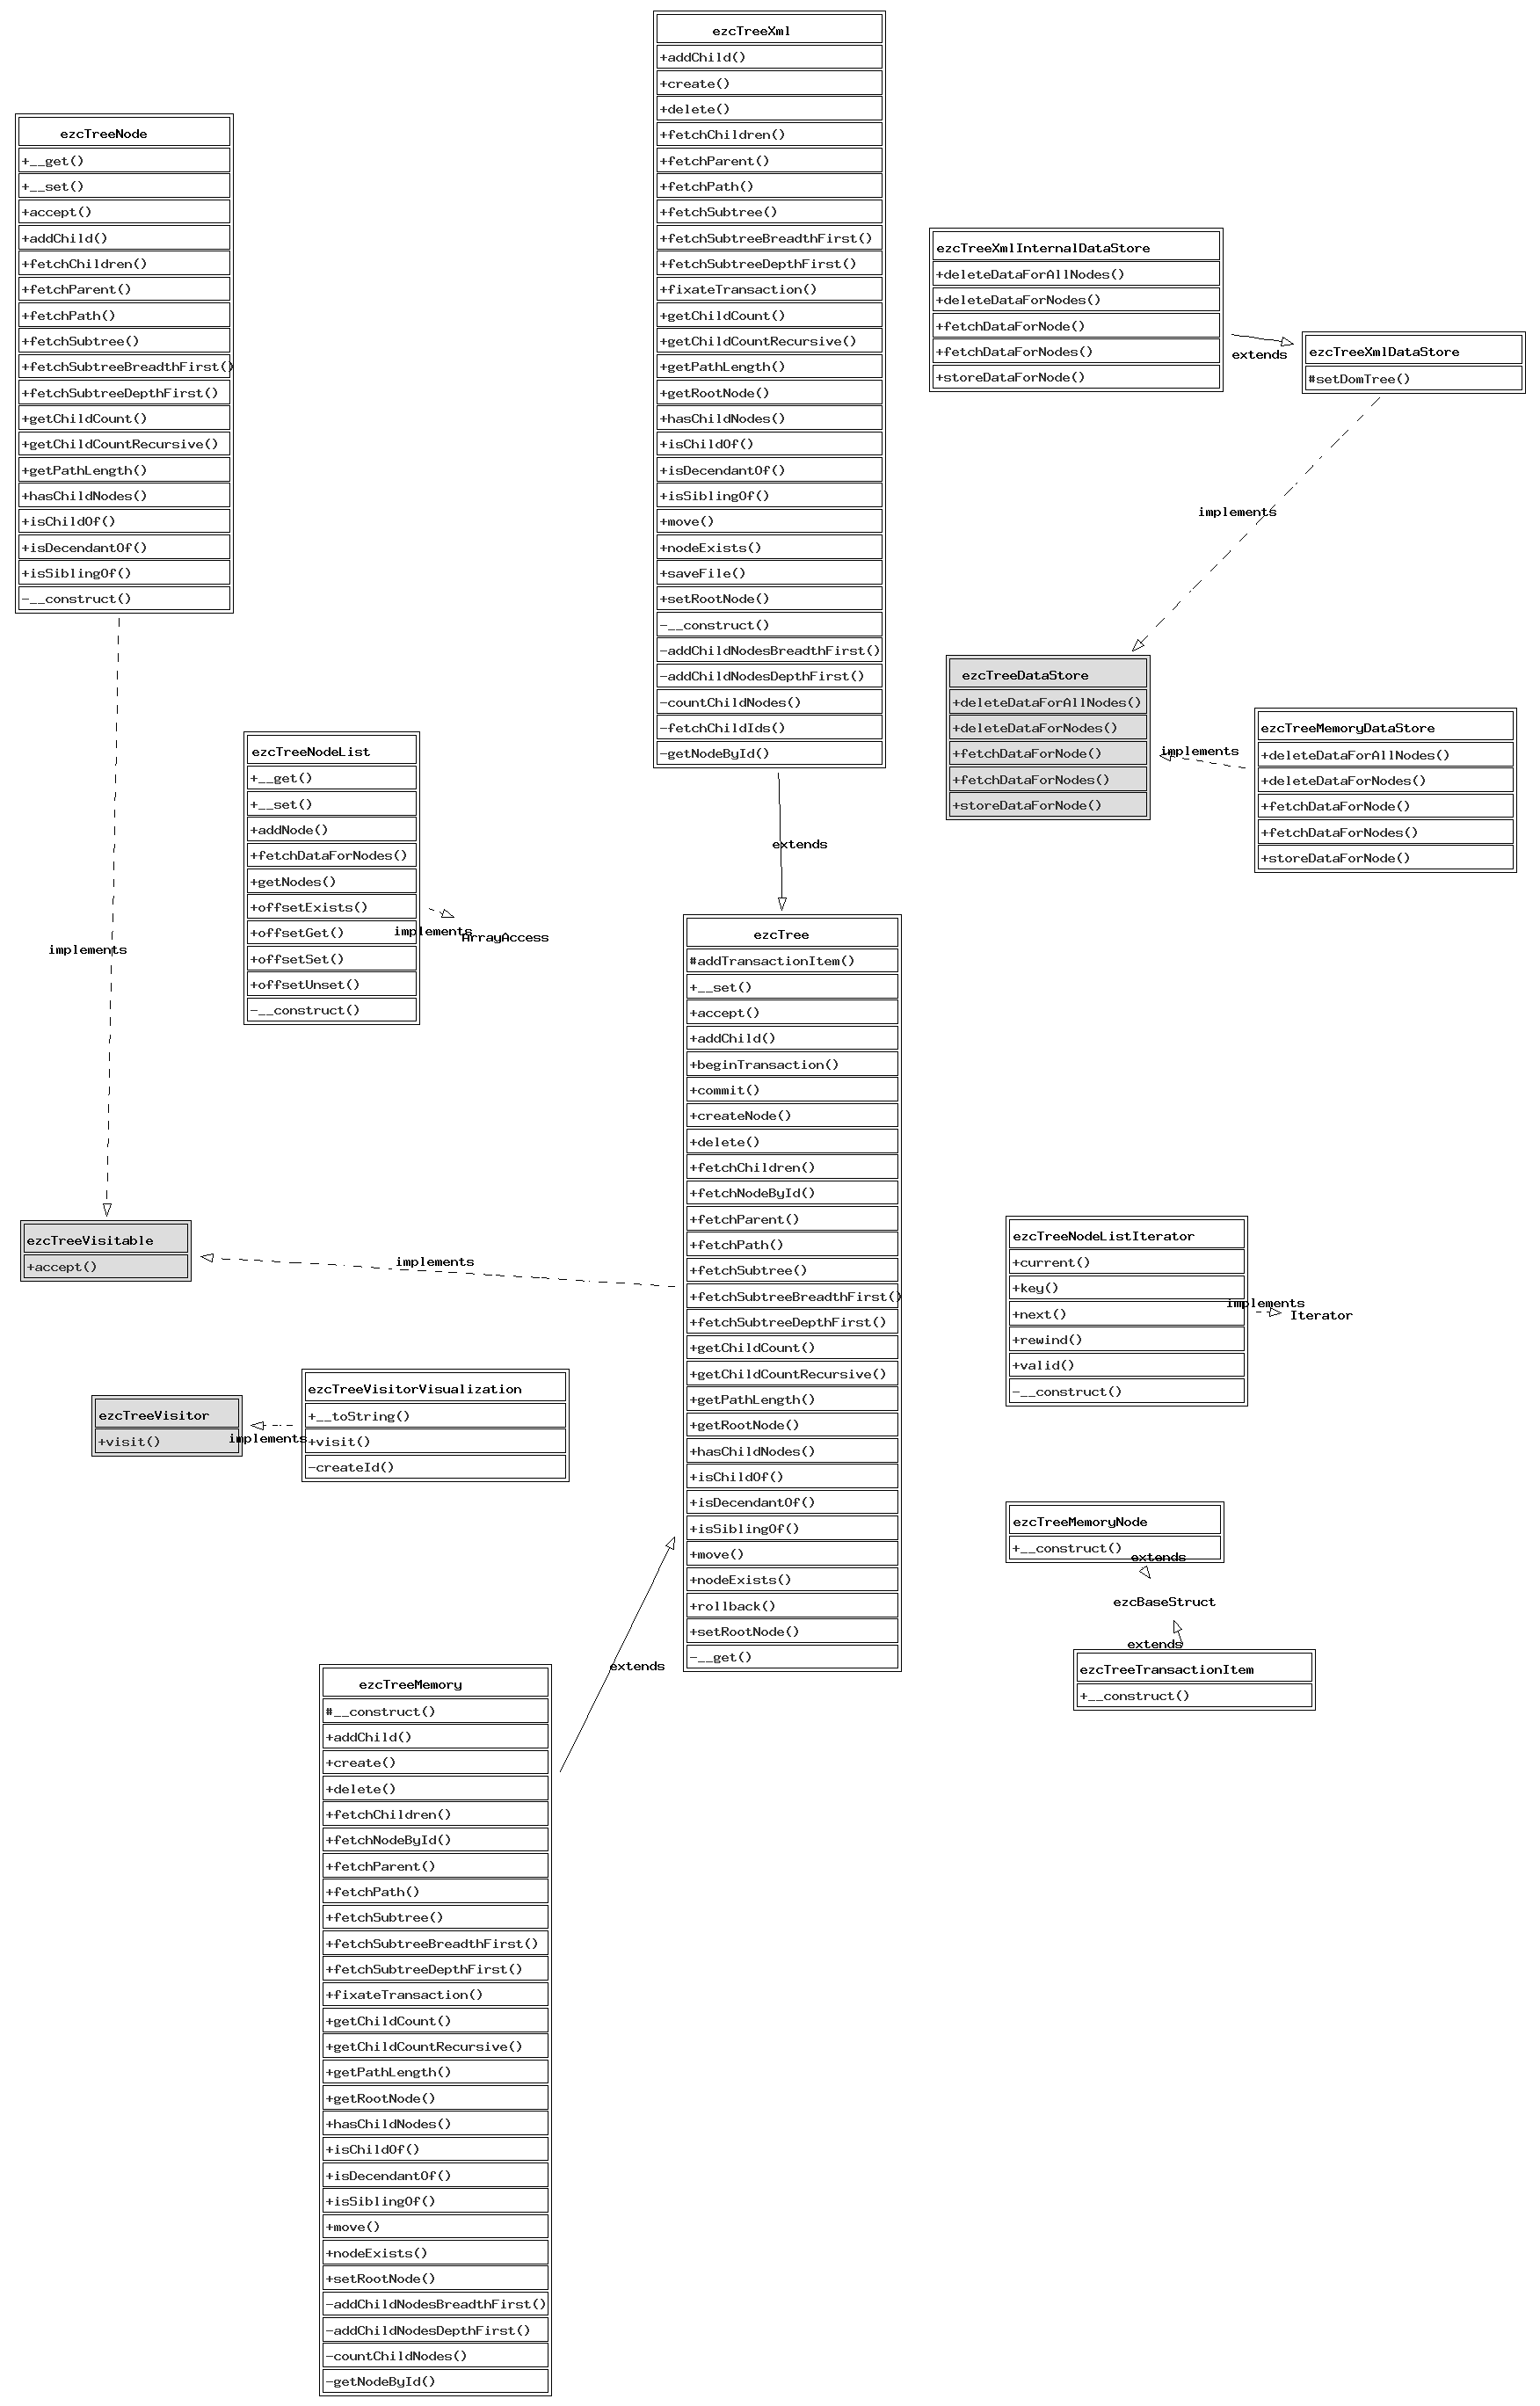 ezcTreeXml
+addChild()
+create()
+delete()
+fetchChildren()
+fetchParent()
+fetchPath()
+fetchSubtree()
+fetchSubtreeBreadthFirst()
+fetchSubtreeDepthFirst()
+fixateTransaction()
+getChildCount()
+getChildCountRecursive()
+getPathLength()
+getRootNode()
+hasChildNodes()
+isChildOf()
+isDecendantOf()
+isSiblingOf()
+move()
+nodeExists()
+saveFile()
+setRootNode()
-__construct()
-addChildNodesBreadthFirst()
-addChildNodesDepthFirst()
-countChildNodes()
-fetchChildIds()
-getNodeById()
extends
ezcTreeNode
+__get()
+__set()
+accept()
+addChild()
+fetchChildren()
+fetchParent()
+fetchPath()
+fetchSubtree()
+fetchSubtreeBreadthFirst()
+fetchSubtreeDepthFirst()
+getChildCount()
+getChildCountRecursive()
+getPathLength()
+hasChildNodes()
+isChildOf()
+isDecendantOf()
+isSiblingOf()
-__construct()
implements
ezcTreeXmlInternalDataStore
+deleteDataForAllNodes()
+deleteDataForNodes()
+fetchDataForNode()
+fetchDataForNodes()
+storeDataForNode()
extends
ezcTreeXmlDataStore
#setDomTree()
implements
ezcTreeDataStore
+deleteDataForAllNodes()
+deleteDataForNodes()
+fetchDataForNode()
+fetchDataForNodes()
+storeDataForNode()
implements
ezcTreeMemoryDataStore
+deleteDataForAllNodes()
+deleteDataForNodes()
+fetchDataForNode()
+fetchDataForNodes()
+storeDataForNode()
ezcTreeNodeList
+__get()
+__set()
+addNode()
+fetchDataForNodes()
+getNodes()
+offsetExists()
+offsetGet()
+offsetSet()
+offsetUnset()
-__construct()
implements
ArrayAccess
ezcTree
#addTransactionItem()
+__set()
+accept()
+addChild()
+beginTransaction()
+commit()
+createNode()
+delete()
+fetchChildren()
+fetchNodeById()
+fetchParent()
+fetchPath()
+fetchSubtree()
+fetchSubtreeBreadthFirst()
+fetchSubtreeDepthFirst()
+getChildCount()
+getChildCountRecursive()
+getPathLength()
+getRootNode()
+hasChildNodes()
+isChildOf()
+isDecendantOf()
+isSiblingOf()
+move()
+nodeExists()
+rollback()
+setRootNode()
-__get()
implements
ezcTreeVisitable
+accept()
ezcTreeNodeListIterator
+current()
+key()
+next()
+rewind()
+valid()
-__construct()
implements
Iterator
ezcTreeVisitor
+visit()
implements
ezcTreeVisitorVisualization
+__toString()
+visit()
-createId()
ezcTreeMemoryNode
+__construct()
extends
ezcBaseStruct
extends
ezcTreeTransactionItem
+__construct()
extends
ezcTreeMemory
#__construct()
+addChild()
+create()
+delete()
+fetchChildren()
+fetchNodeById()
+fetchParent()
+fetchPath()
+fetchSubtree()
+fetchSubtreeBreadthFirst()
+fetchSubtreeDepthFirst()
+fixateTransaction()
+getChildCount()
+getChildCountRecursive()
+getPathLength()
+getRootNode()
+hasChildNodes()
+isChildOf()
+isDecendantOf()
+isSiblingOf()
+move()
+nodeExists()
+setRootNode()
-addChildNodesBreadthFirst()
-addChildNodesDepthFirst()
-countChildNodes()
-getNodeById()